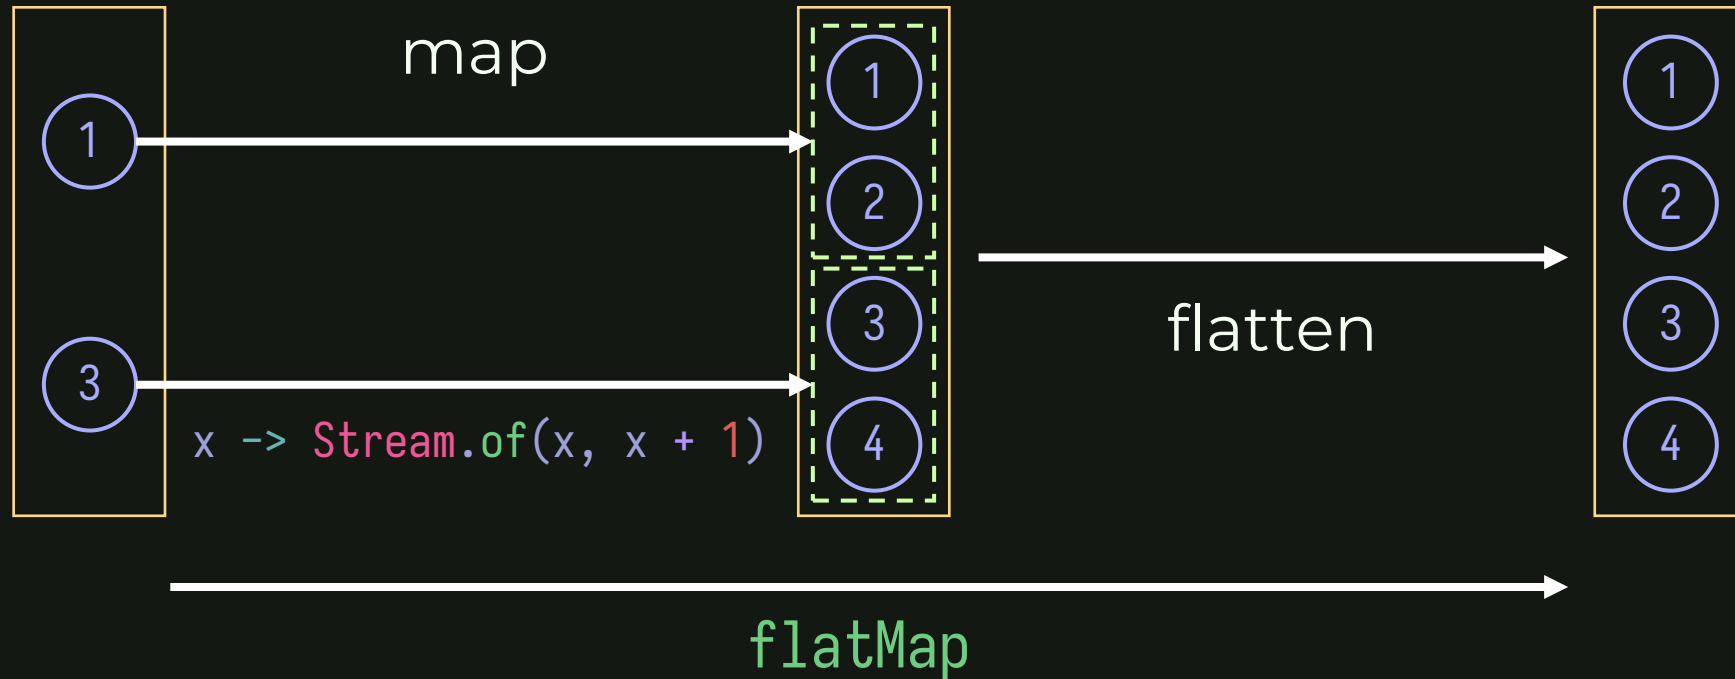 map
1
3
x -> Stream.of(x, x + 1)
1
2
3
4
flatten
1
2
3
4
flatMap